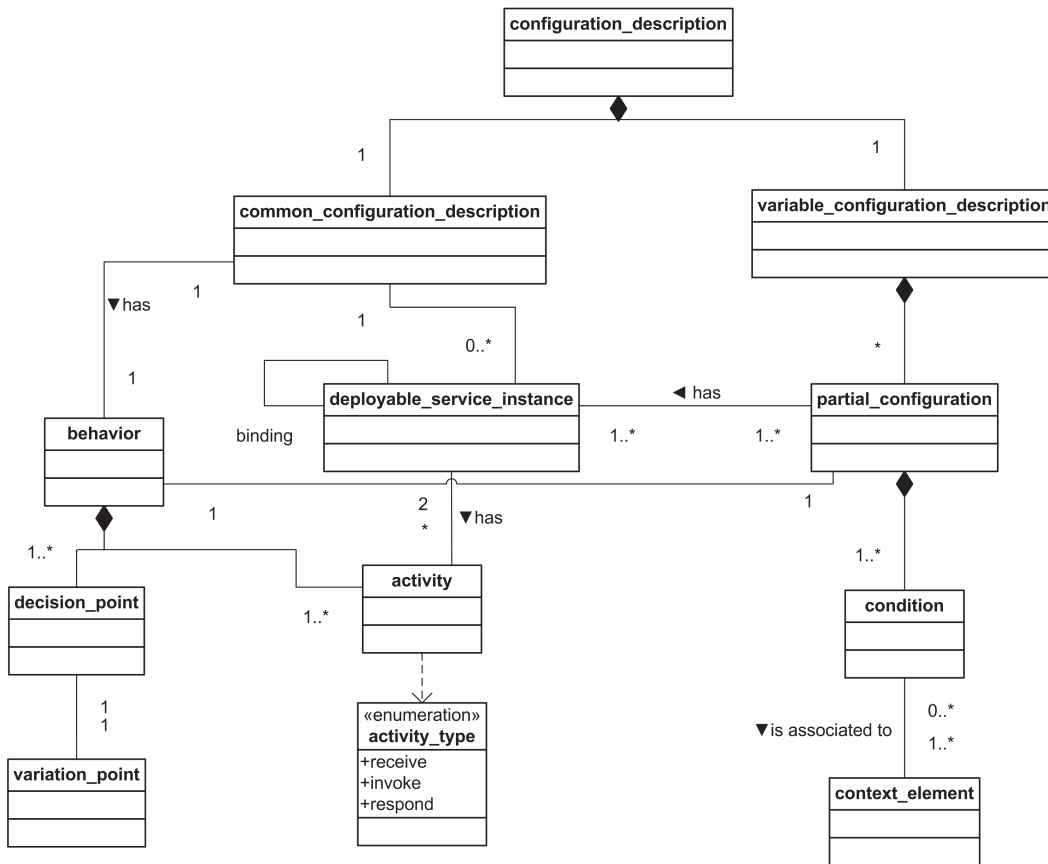 configuration_description
1
1
common_configuration_description
variable_configuration_description
1
▼has
1
0..*
*
1
deployable_service_instance
◄ has
partial_configuration
behavior
binding
1..*
1..*
1
2
1
*
▼has
1..*
1..*
activity
decision_point
condition
1..*
1
1
«enumeration»
activity_type
+receive
+invoke
+respond
0..*
▼is associated to
1..*
variation_point
context_element